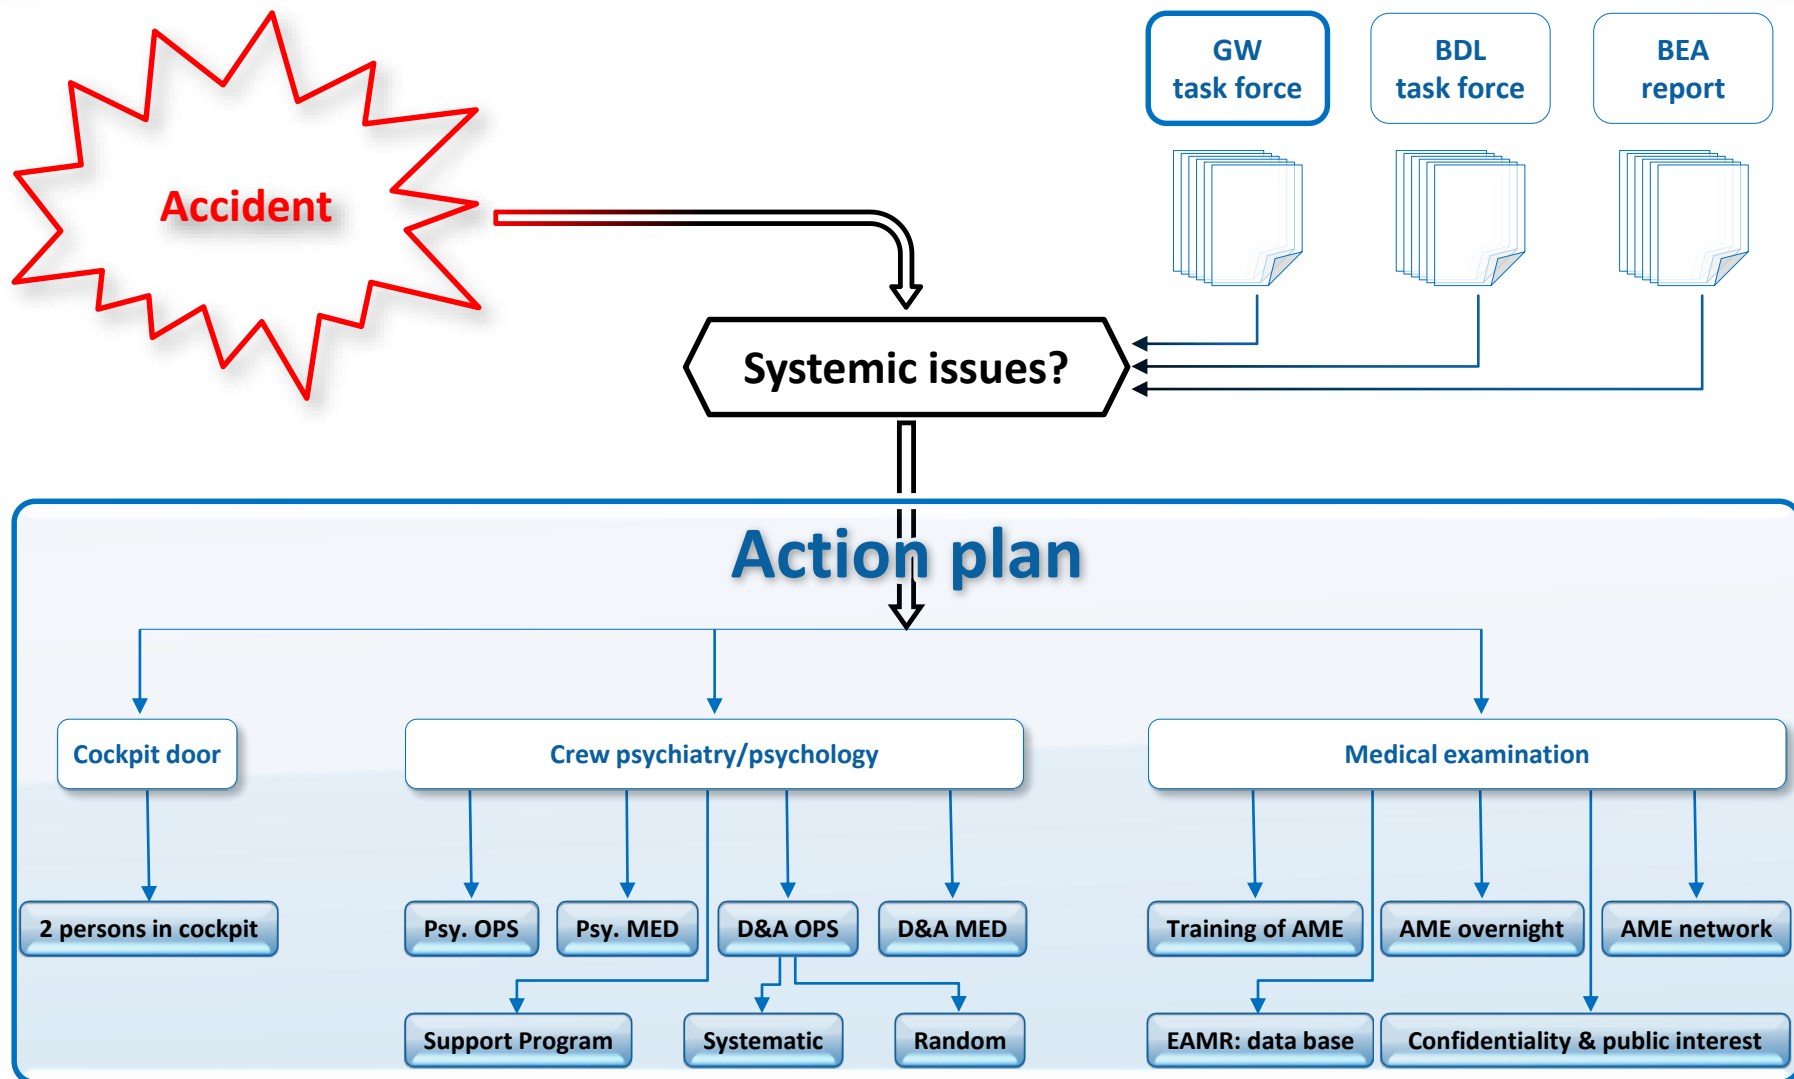 GW
task force
BDL
task force
BEA
report
Accident
Systemic issues?
Action plan
Cockpit door
Crew psychiatry/psychology
Medical examination
2 persons in cockpit
Psy. OPS
Psy. MED
D&A OPS
D&A MED
Training of AME
AME overnight
AME network
Support Program
Systematic
Random
EAMR: data base
Confidentiality & public interest